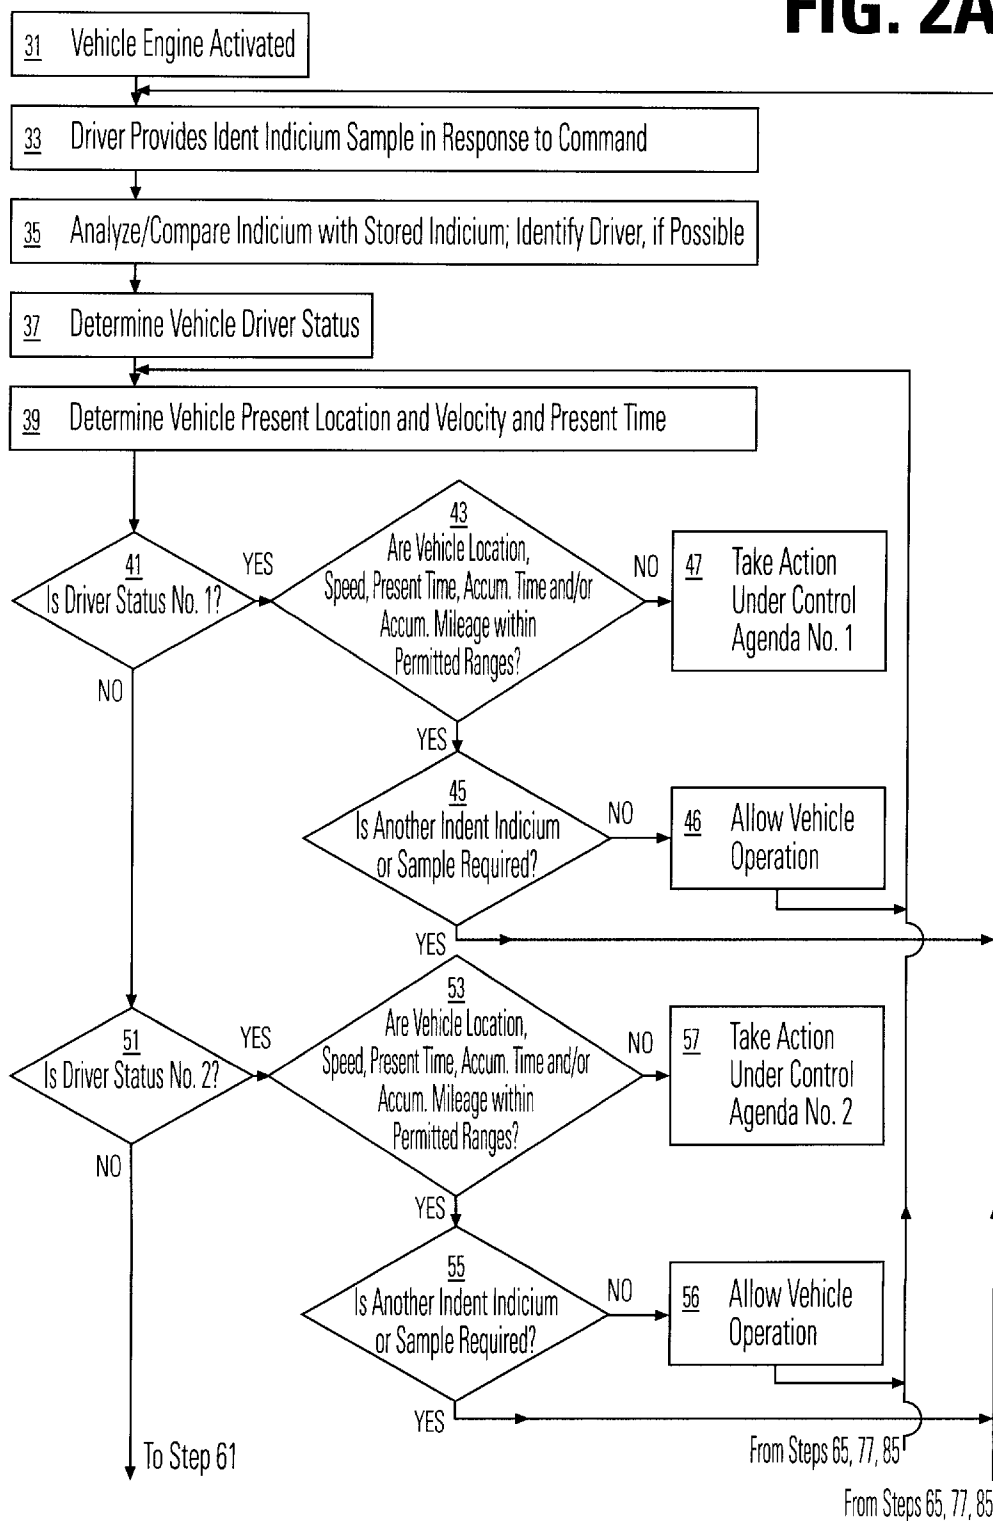 FIG. 2A
31 Vehicle Engine Activated
33 Driver Provides Ident Indicium Sample in Response to Command
35 Analyze/Compare Indicium with Stored Indicium; Identify Driver, if Possible
37 Determine Vehicle Driver Status
39 Determine Vehicle Present Location and Velocity and Present Time
41
Is Driver Status No. 1?
YES
NO
43
Are Vehicle Location,
Speed, Present Time, Accum. Time and/or
Accum. Mileage within
Permitted Ranges?
NO
YES
47 Take Action
Under Control
Agenda No. 1
45
Is Another Indent Indicium
or Sample Required?
NO
YES
46 Allow Vehicle
Operation
51
Is Driver Status No. 2?
YES
NO
53
Are Vehicle Location,
Speed, Present Time, Accum. Time and/or
Accum. Mileage within
Permitted Ranges?
NO
YES
57 Take Action
Under Control
Agenda No. 2
55
Is Another Indent Indicium
or Sample Required?
NO
YES
56 Allow Vehicle
Operation
To Step 61
From Steps 65, 77, 85
From Steps 65, 77, 85